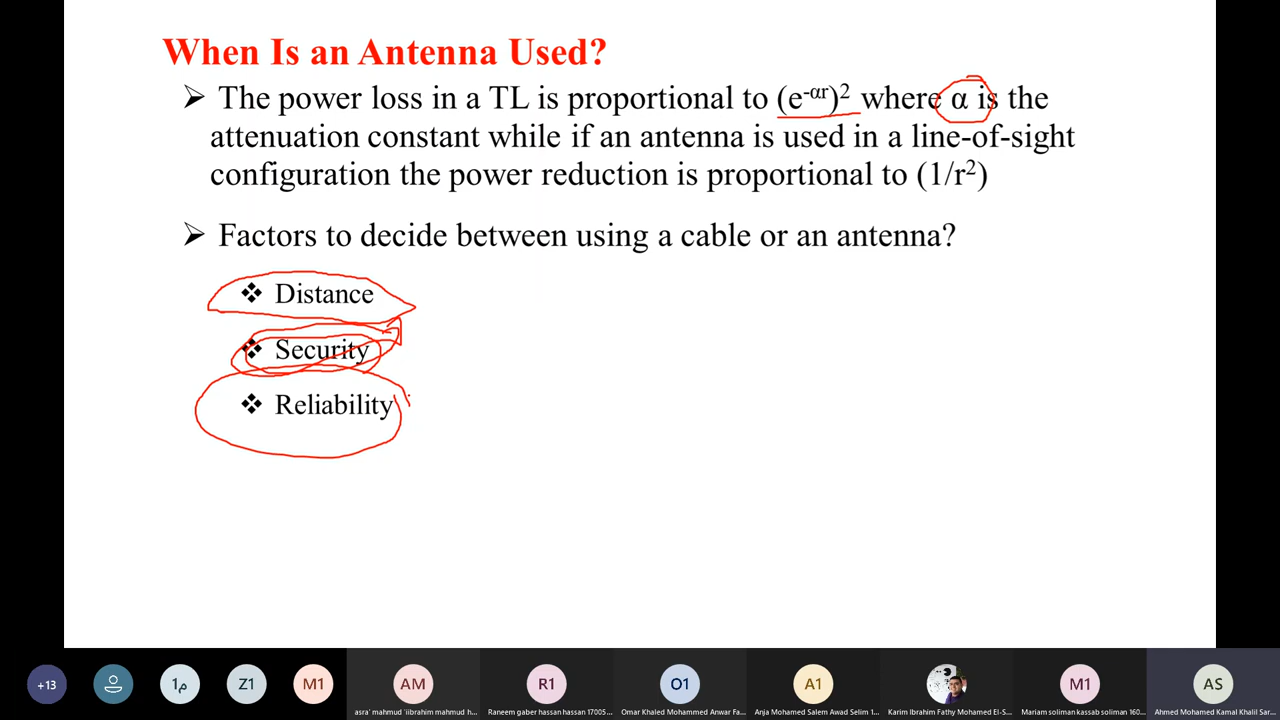 When Is an Antenna Used?
➢ The power loss in a TL is proportional to (e^-αr)^2 where α is the
attenuation constant while if an antenna is used in a line-of-sight
configuration the power reduction is proportional to (1/r^2)
➢ Factors to decide between using a cable or an antenna?
❖ Distance
❖ Security
❖ Reliability
+13
م1
Z1
M1
AM
R1
O1
A1
M1
AS
asra' mahmud 'iibrahim mahmud h...
Raneem gaber hassan hassan 17005...
Omar Khaled Mohammed Anwar Fa...
Anja Mohamed Salem Awad Selim 1...
Karim Ibrahim Fathy Mohamed El-S...
Mariam soliman kassab soliman 160...
Ahmed Mohamed Kamal Khalil Sar...